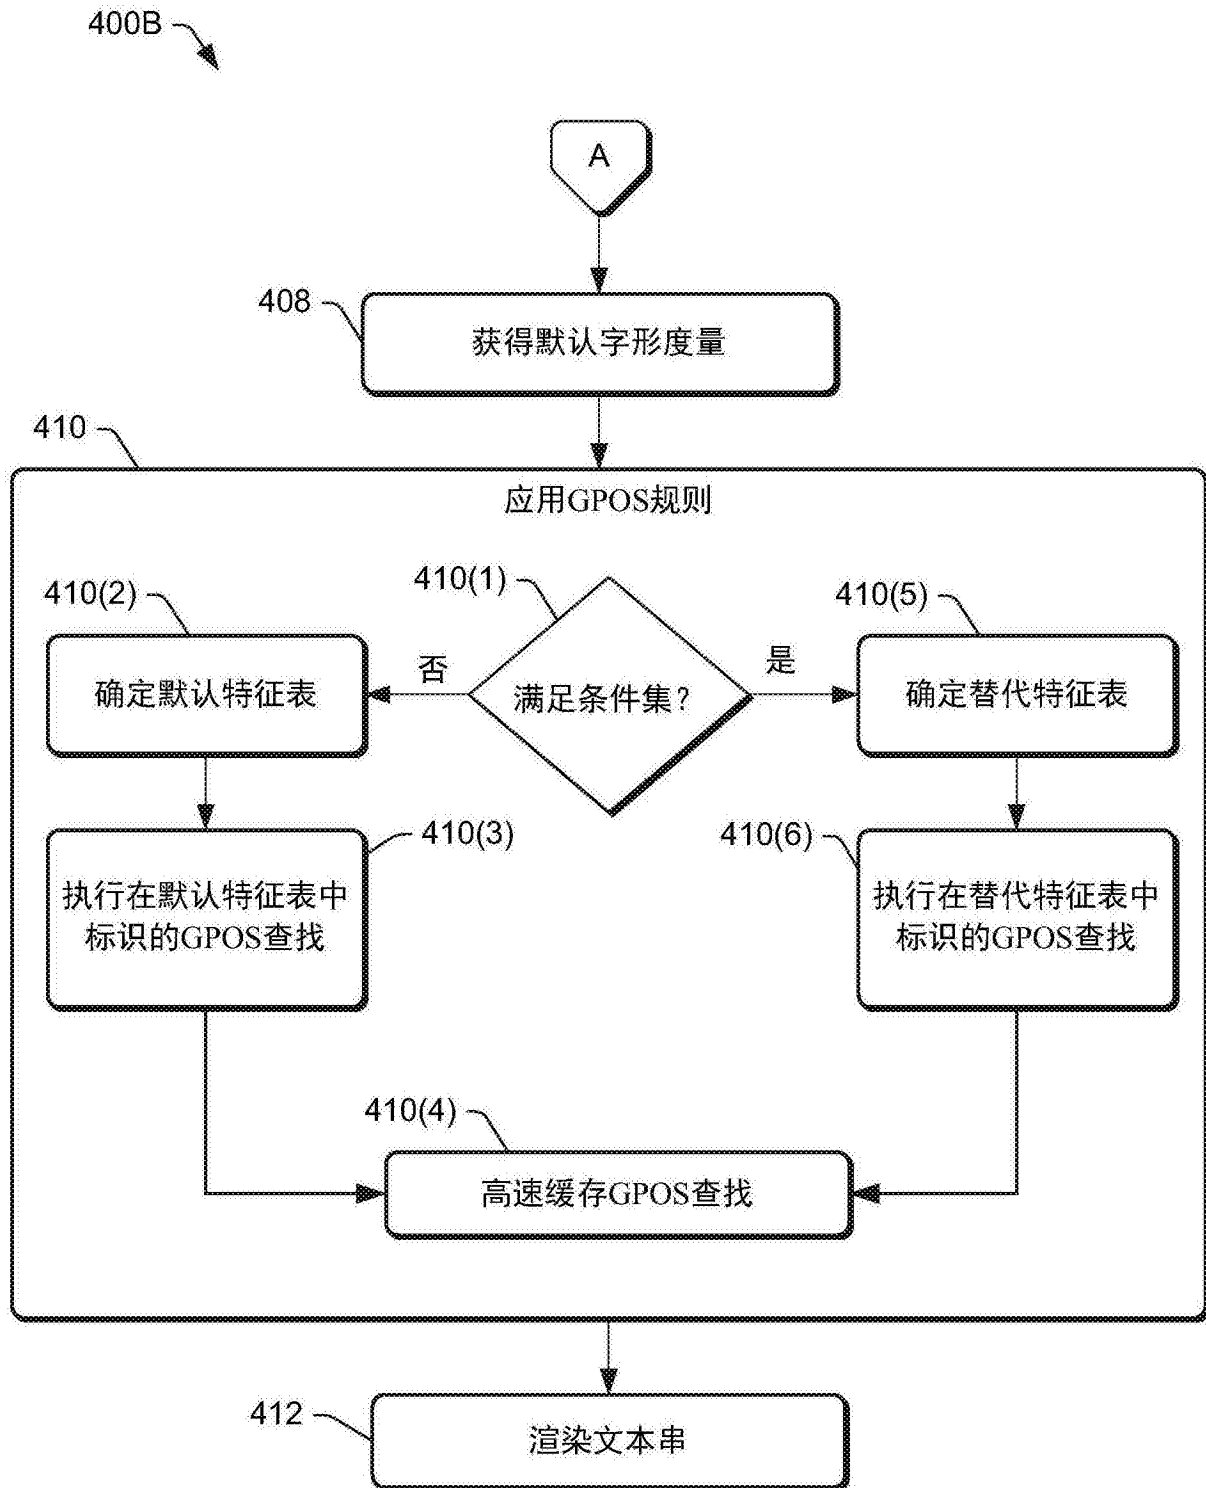 400B
A
408
获得默认字形度量
410
应用GPOS规则
410(1)
410(2)
410(5)
否
是
确定默认特征表
满足条件集？
确定替代特征表
410(3)
410(6)
执行在默认特征表中
标识的GPOS查找
执行在替代特征表中
标识的GPOS查找
410(4)
高速缓存GPOS查找
412
渲染文本串